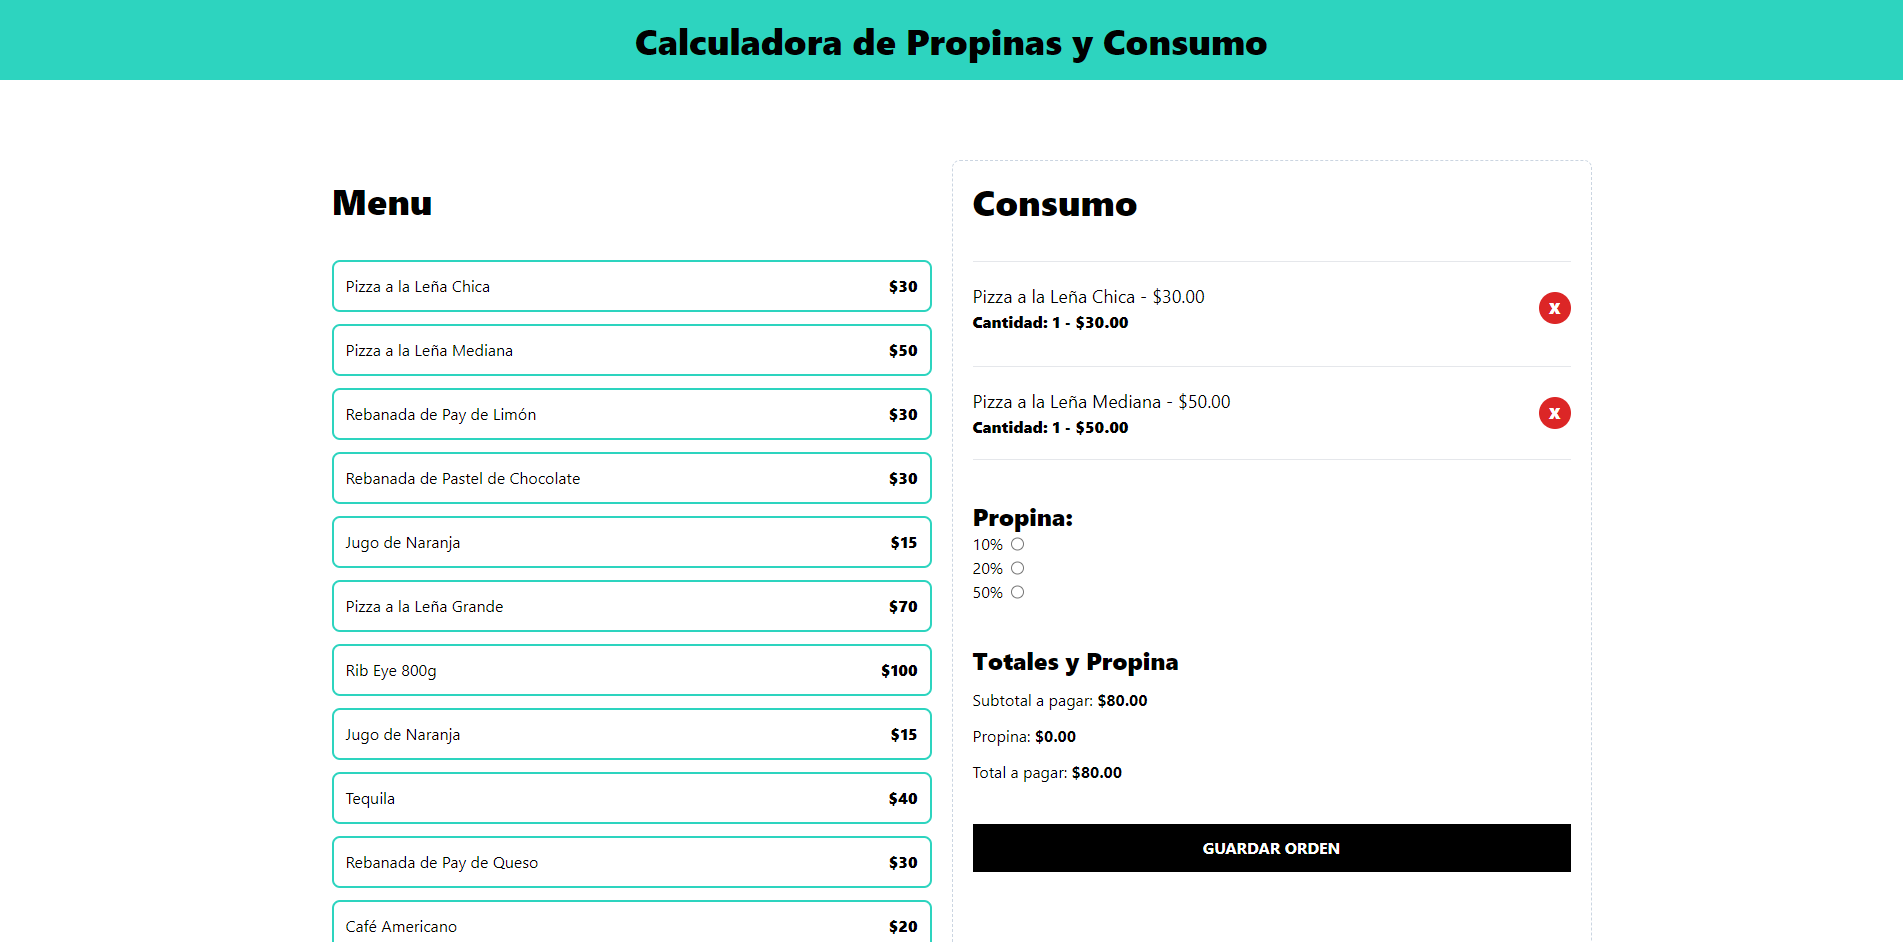 Calculadora de Propinas y Consumo
Menu
Pizza a la Leña Chica $30
Pizza a la Leña Mediana $50
Rebanada de Pay de Limón $30
Rebanada de Pastel de Chocolate $30
Jugo de Naranja $15
Pizza a la Leña Grande $70
Rib Eye 800g $100
Jugo de Naranja $15
Tequila $40
Rebanada de Pay de Queso $30
Café Americano $20
Consumo
Pizza a la Leña Chica - $30.00
Cantidad: 1 - $30.00
X
Pizza a la Leña Mediana - $50.00
Cantidad: 1 - $50.00
X
Propina:
10%
20%
50%
Totales y Propina
Subtotal a pagar: $80.00
Propina: $0.00
Total a pagar: $80.00
GUARDAR ORDEN